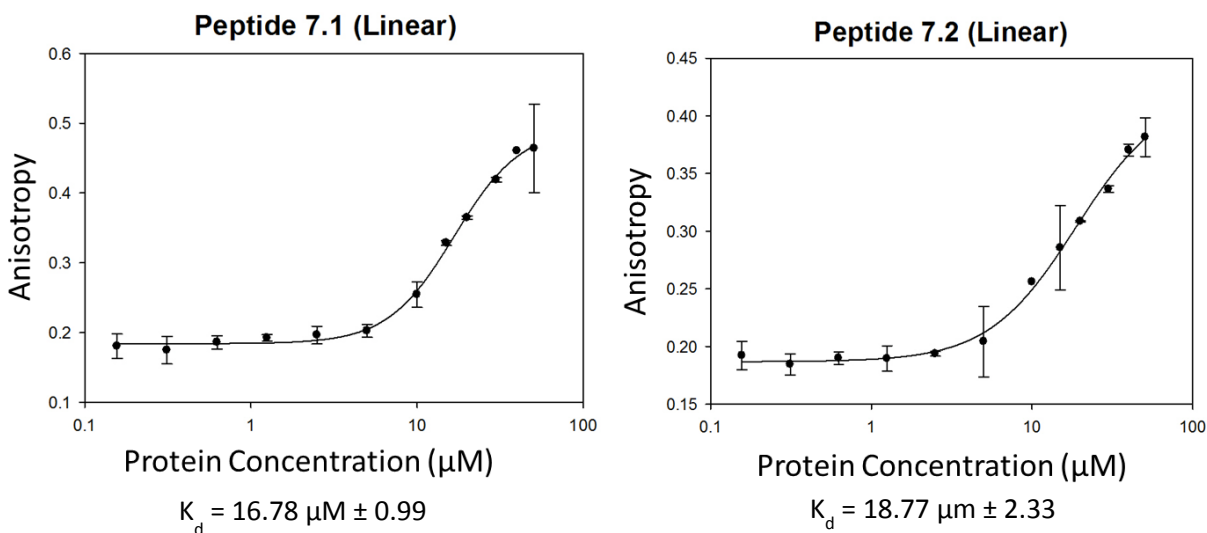 Peptide 7.1 (Linear)
0.6
0.5
0.4
0.3
0.2
0.1
Anisotropy
0.1
1
10
100
Protein Concentration (µM)
K_d = 16.78 µM ± 0.99
Peptide 7.2 (Linear)
0.45
0.40
0.35
0.30
0.25
0.20
0.15
Anisotropy
0.1
1
10
100
Protein Concentration (µM)
K_d = 18.77 µm ± 2.33